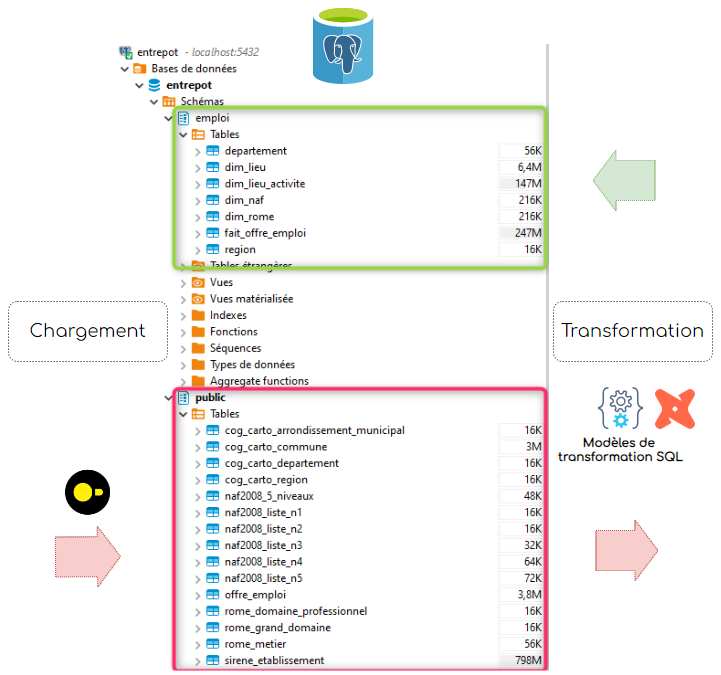 entrepot - localhost:5432
Bases de données
entrepot
Schémas
emploi
Tables
departement 56K
dim_lieu 6,4M
dim_lieu_activite 147M
dim_naf 216K
dim_rome 216K
fait_offre_emploi 247M
region 16K
Tables étrangères
Vues
Vues matérialisée
Indexes
Fonctions
Séquences
Types de données
Aggregate functions
Chargement
Transformation
public
Tables
cog_carto_arrondissement_municipal 16K
cog_carto_commune 3M
cog_carto_departement 16K
cog_carto_region 16K
naf2008_5_niveaux 48K
naf2008_liste_n1 16K
naf2008_liste_n2 16K
naf2008_liste_n3 32K
naf2008_liste_n4 64K
naf2008_liste_n5 72K
offre_emploi 3,8M
rome_domaine_professionnel 16K
rome_grand_domaine 16K
rome_metier 56K
sirene_etablissement 798M
Modèles de
transformation SQL